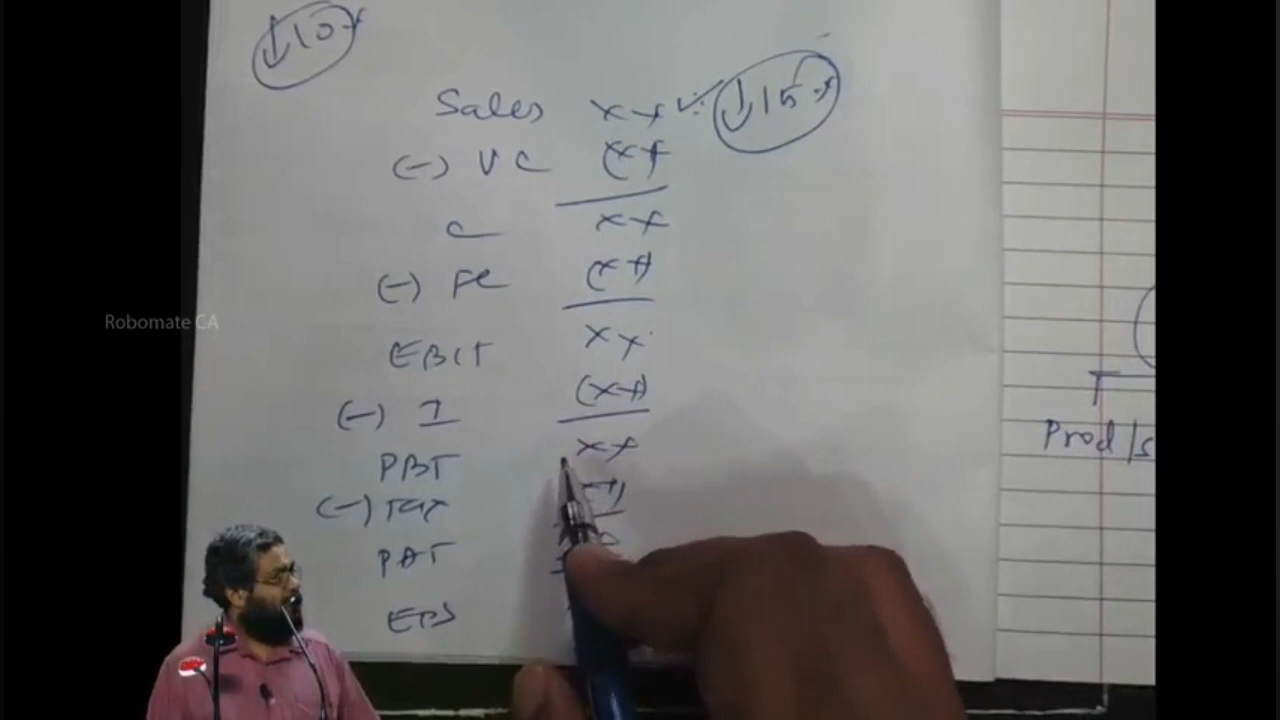 ↓10%
Sales xx ↓15%
(-) VC (xx
C xx
(-) FC (xx)
EBIT xx
(-) I (xx)
PBT xx
(-) Tax
PAT
EPS
Prod/s
Robomate CA